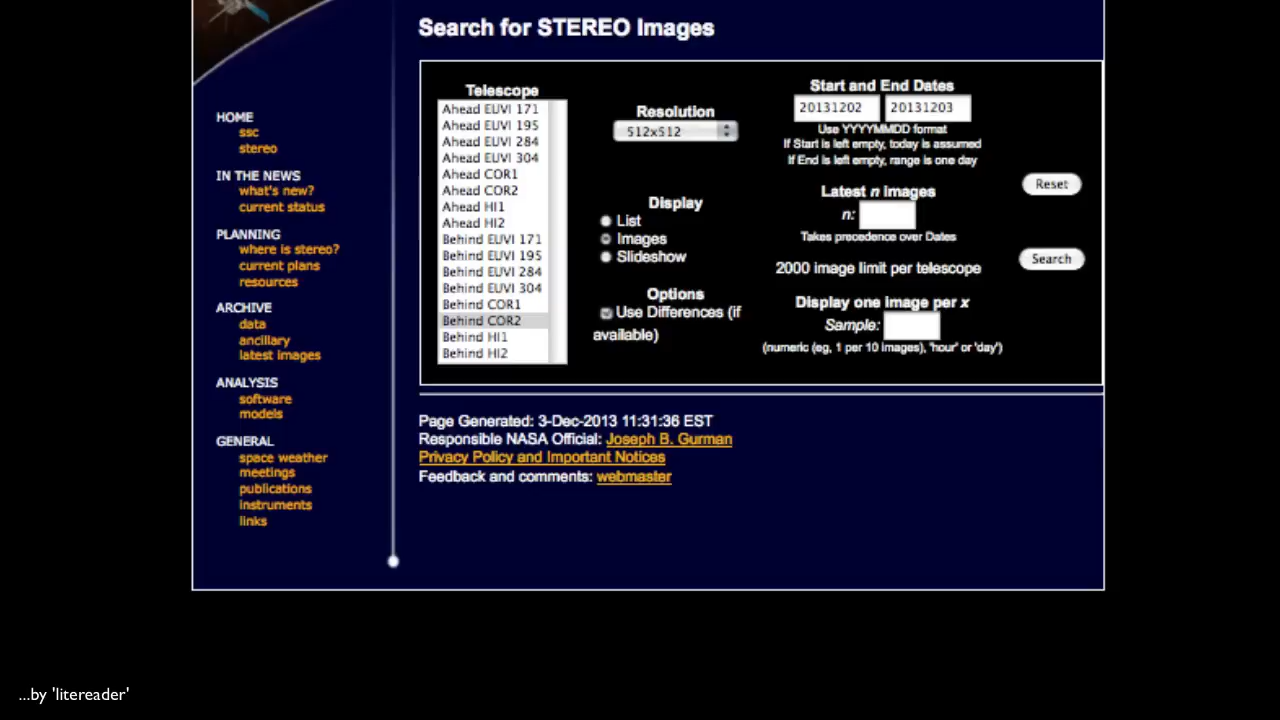 Search for STEREO Images
HOME
ssc
stereo
IN THE NEWS
what's new?
current status
PLANNING
where is stereo?
current plans
resources
ARCHIVE
data
ancillary
latest images
ANALYSIS
software
models
GENERAL
space weather
meetings
publications
instruments
links
Telescope
Ahead EUVI 171
Ahead EUVI 195
Ahead EUVI 284
Ahead EUVI 304
Ahead COR1
Ahead COR2
Ahead HI1
Ahead HI2
Behind EUVI 171
Behind EUVI 195
Behind EUVI 284
Behind EUVI 304
Behind COR1
Behind COR2
Behind HI1
Behind HI2
Resolution
512x512
Display
List
Images
Slideshow
Options
Use Differences (if
available)
Start and End Dates
20131202 20131203
Use YYYYMMDD format
If Start is left empty, today is assumed
If End is left empty, range is one day
Latest n images
n:
Takes precedence over Dates
2000 image limit per telescope
Display one image per x
Sample:
(numeric (eg, 1 per 10 images), 'hour' or 'day')
Reset
Search
Page Generated: 3-Dec-2013 11:31:36 EST
Responsible NASA Official: Joseph B. Gurman
Privacy Policy and Important Notices
Feedback and comments: webmaster
...by 'litereader'